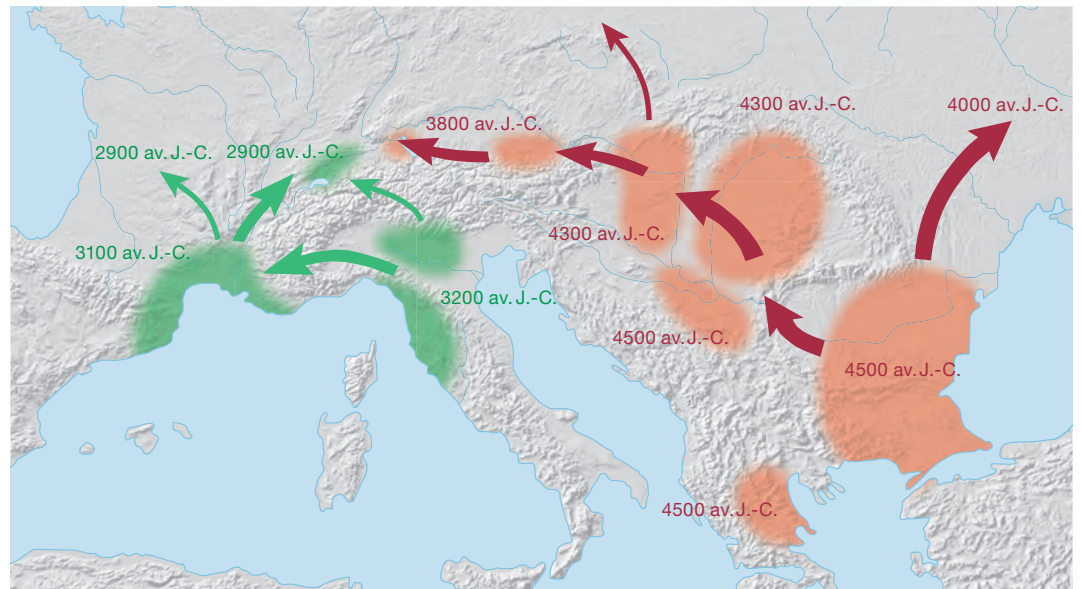 4300 av. J.-C.
4000 av. J.-C.
3800 av. J.-C.
2900 av. J.-C.
2900 av. J.-C.
4300 av. J.-C.
3100 av. J.-C.
3200 av. J.-C.
4500 av. J.-C.
4500 av. J.-C.
4500 av. J.-C.